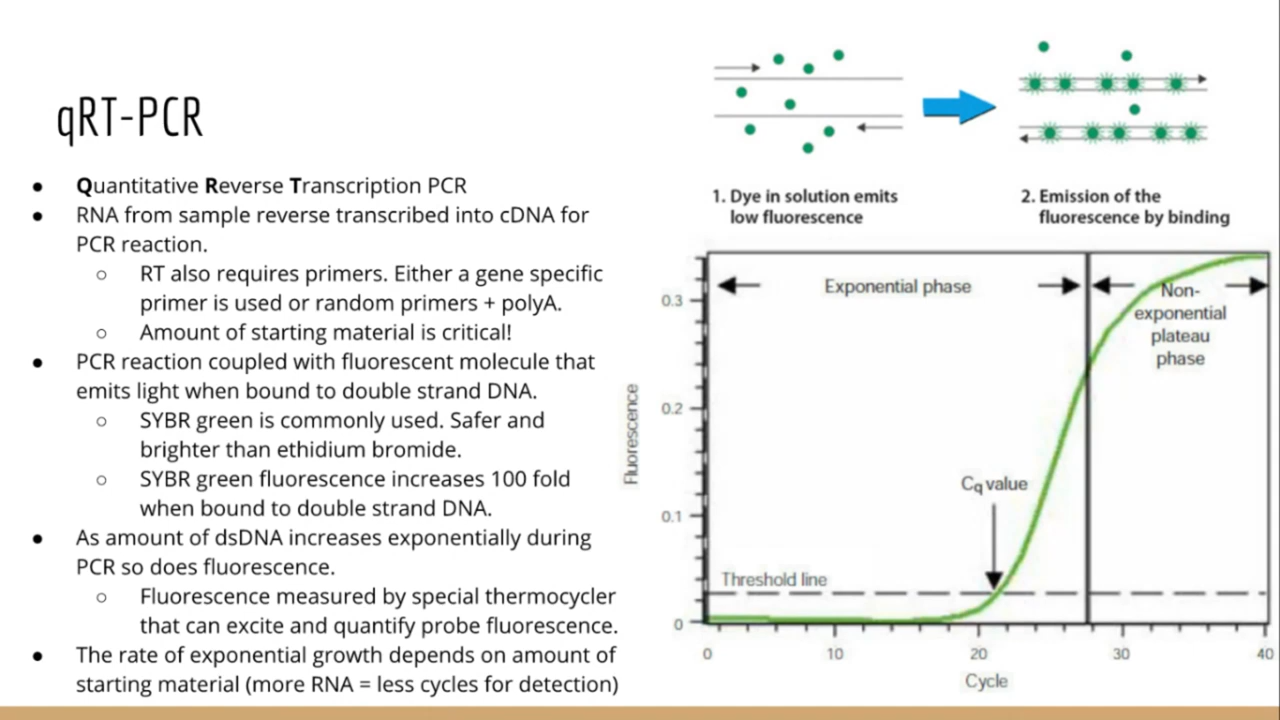 qRT-PCR
● Quantitative Reverse Transcription PCR
● RNA from sample reverse transcribed into cDNA for
PCR reaction.
○ RT also requires primers. Either a gene specific
primer is used or random primers + polyA.
○ Amount of starting material is critical!
● PCR reaction coupled with fluorescent molecule that
emits light when bound to double strand DNA.
○ SYBR green is commonly used. Safer and
brighter than ethidium bromide.
○ SYBR green fluorescence increases 100 fold
when bound to double strand DNA.
● As amount of dsDNA increases exponentially during
PCR so does fluorescence.
○ Fluorescence measured by special thermocycler
that can excite and quantify probe fluorescence.
● The rate of exponential growth depends on amount of
starting material (more RNA = less cycles for detection)
1. Dye in solution emits
low fluorescence
2. Emission of the
fluorescence by binding
Exponential phase
Non-
exponential
plateau
phase
Cq value
Threshold line
Fluorescence
0.3
0.2
0.1
0
0 10 20 30 40
Cycle